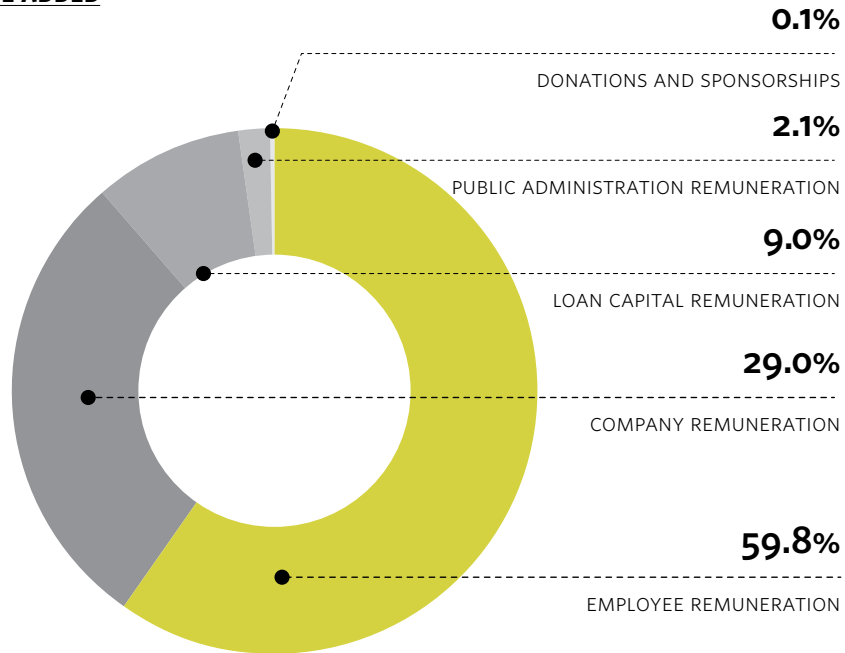 0.1%
DONATIONS AND SPONSORSHIPS
2.1%
PUBLIC ADMINISTRATION REMUNERATION
9.0%
LOAN CAPITAL REMUNERATION
29.0%
COMPANY REMUNERATION
59.8%
EMPLOYEE REMUNERATION